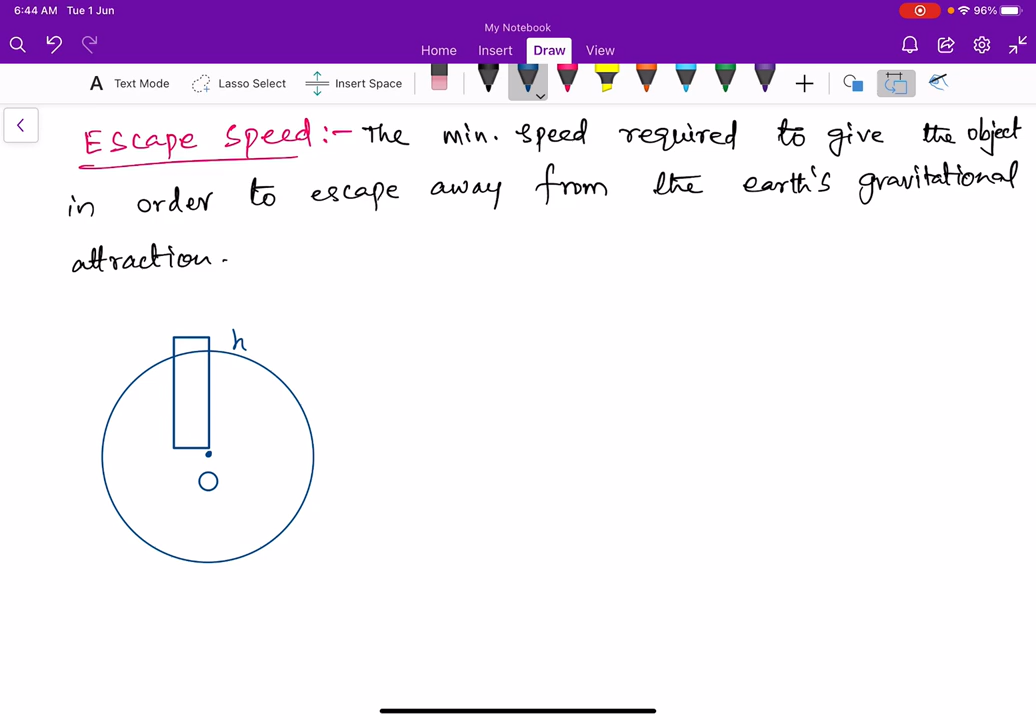 6:44 AM Tue 1 Jun
96%
My Notebook
Home Insert Draw View
A Text Mode Lasso Select Insert Space
Escape Speed:- The min. speed required to give the object
in order to escape away from the earth's gravitational
attraction.
h
O